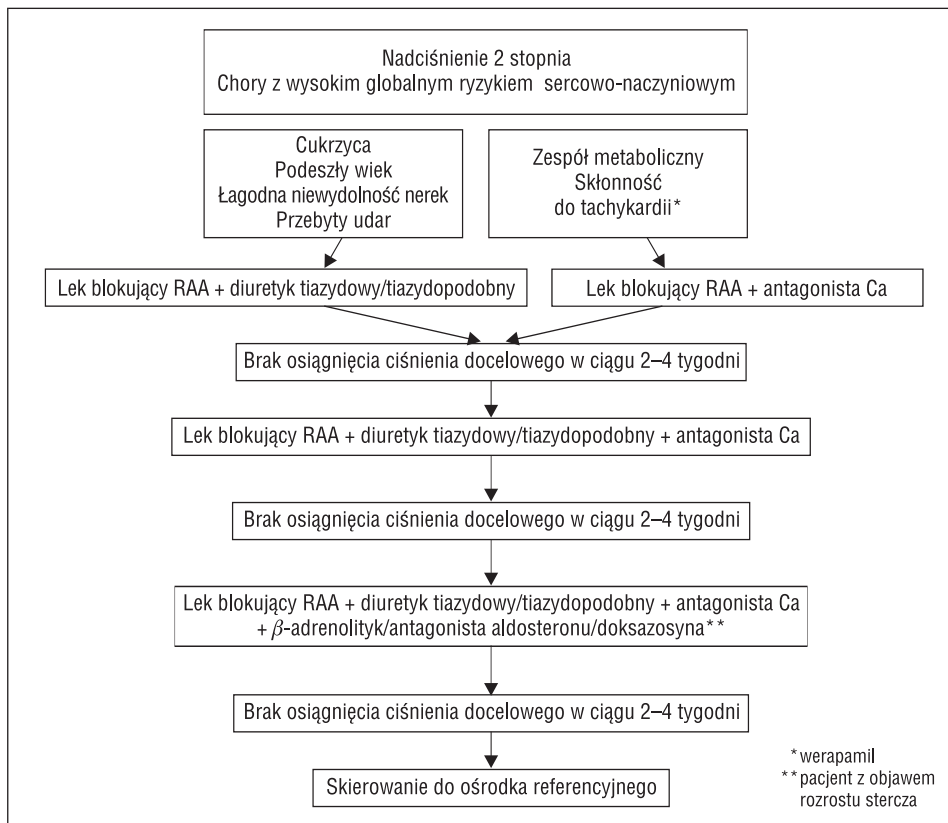 Nadciśnienie 2 stopnia
Chory z wysokim globalnym ryzykiem sercowo-naczyniowym
Cukrzyca
Podeszły wiek
Łagodna niewydolność nerek
Przebyty udar
Zespół metaboliczny
Skłonność
do tachykardii*
Lek blokujący RAA + diuretyk tiazydowy/tiazydopodobny
Lek blokujący RAA + antagonista Ca
Brak osiągnięcia ciśnienia docelowego w ciągu 2–4 tygodni
Lek blokujący RAA + diuretyk tiazydowy/tiazydopodobny + antagonista Ca
Brak osiągnięcia ciśnienia docelowego w ciągu 2–4 tygodni
Lek blokujący RAA + diuretyk tiazydowy/tiazydopodobny + antagonista Ca
+ β-adrenolityk/antagonista aldosteronu/doksazosyna**
Brak osiągnięcia ciśnienia docelowego w ciągu 2–4 tygodni
Skierowanie do ośrodka referencyjnego
*werapamil
**pacjent z objawem
rozrostu stercza